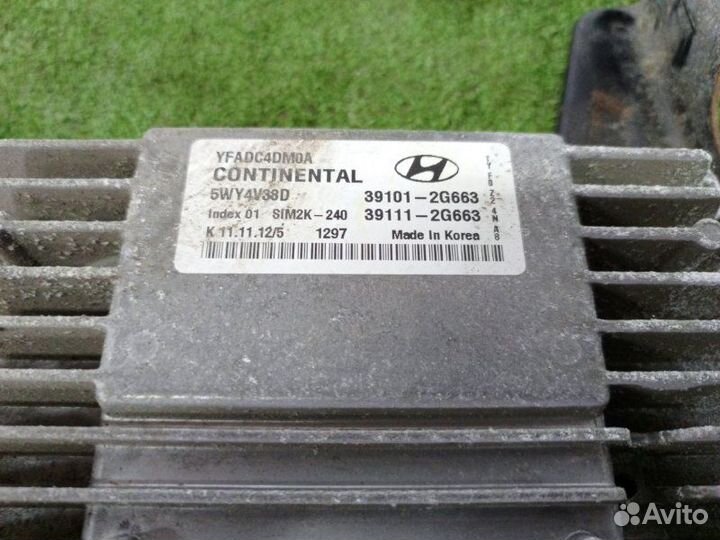 YFADC4DM0A
CONTINENTAL
5WY4V38D 39101-2G663
Index 01 SIM2K-240 39111-2G663
K 11.11.12/5 1297 Made In Korea
Avito